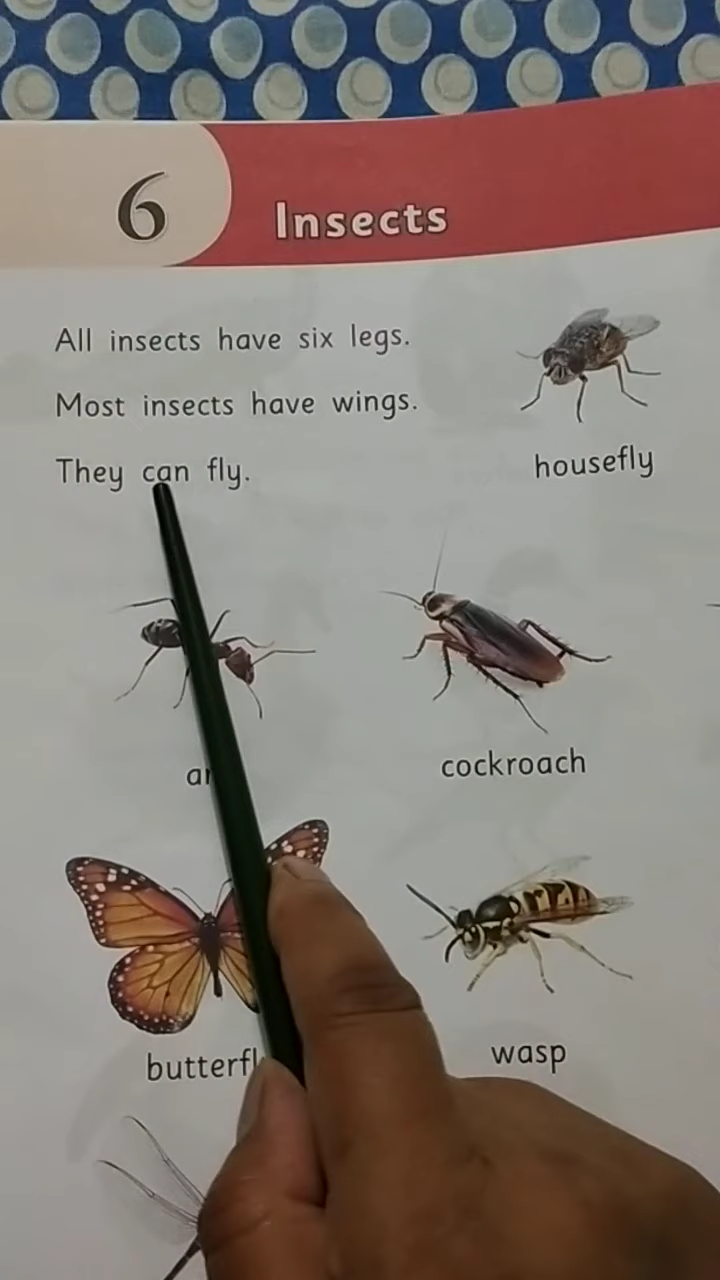 6
Insects
All insects have six legs.
Most insects have wings.
They can fly.
housefly
cockroach
wasp